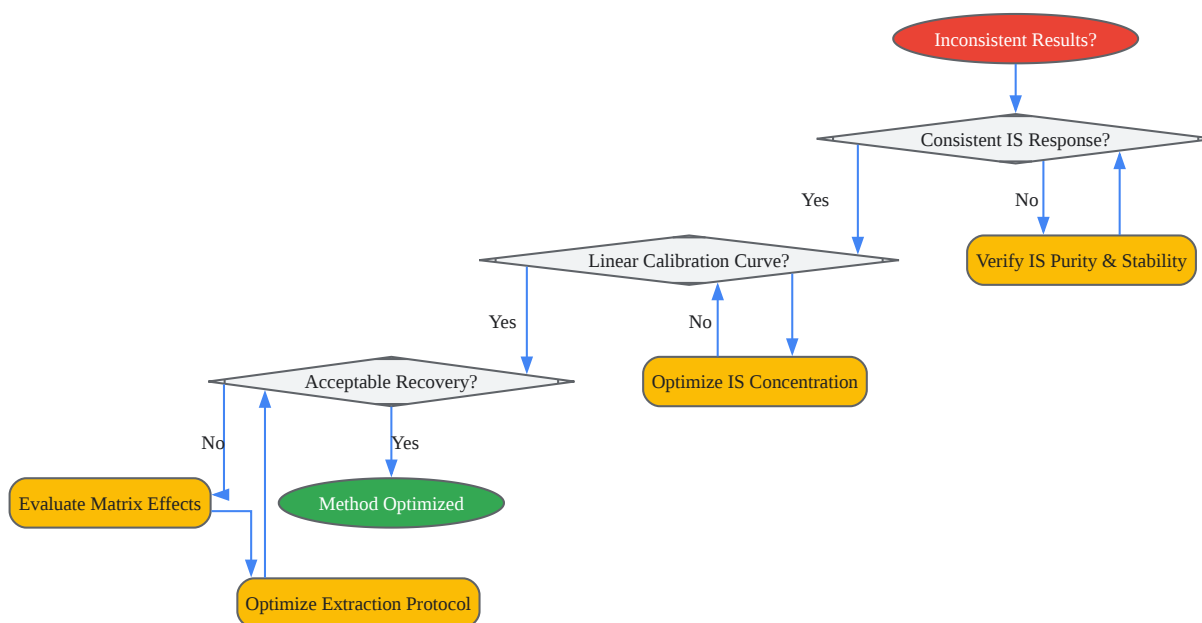 Inconsistent Results?
Consistent IS Response?
Yes
No
Linear Calibration Curve?
Verify IS Purity & Stability
Yes
No
Acceptable Recovery?
Optimize IS Concentration
No
Yes
Evaluate Matrix Effects
Method Optimized
Optimize Extraction Protocol